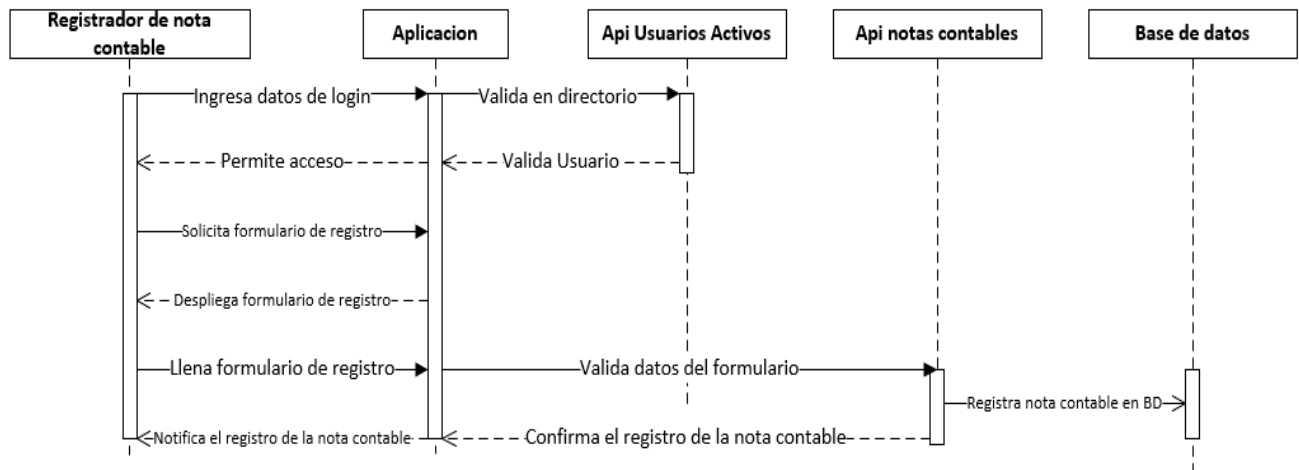 Registrador de nota
contable
Aplicacion
Api Usuarios Activos
Api notas contables
Base de datos
Ingresa datos de login
Valida en directorio
Permite acceso
Valida Usuario
Solicita formulario de registro
Despliega formulario de registro
Llena formulario de registro
Valida datos del formulario
Registra nota contable en BD
Notifica el registro de la nota contable
Confirma el registro de la nota contable